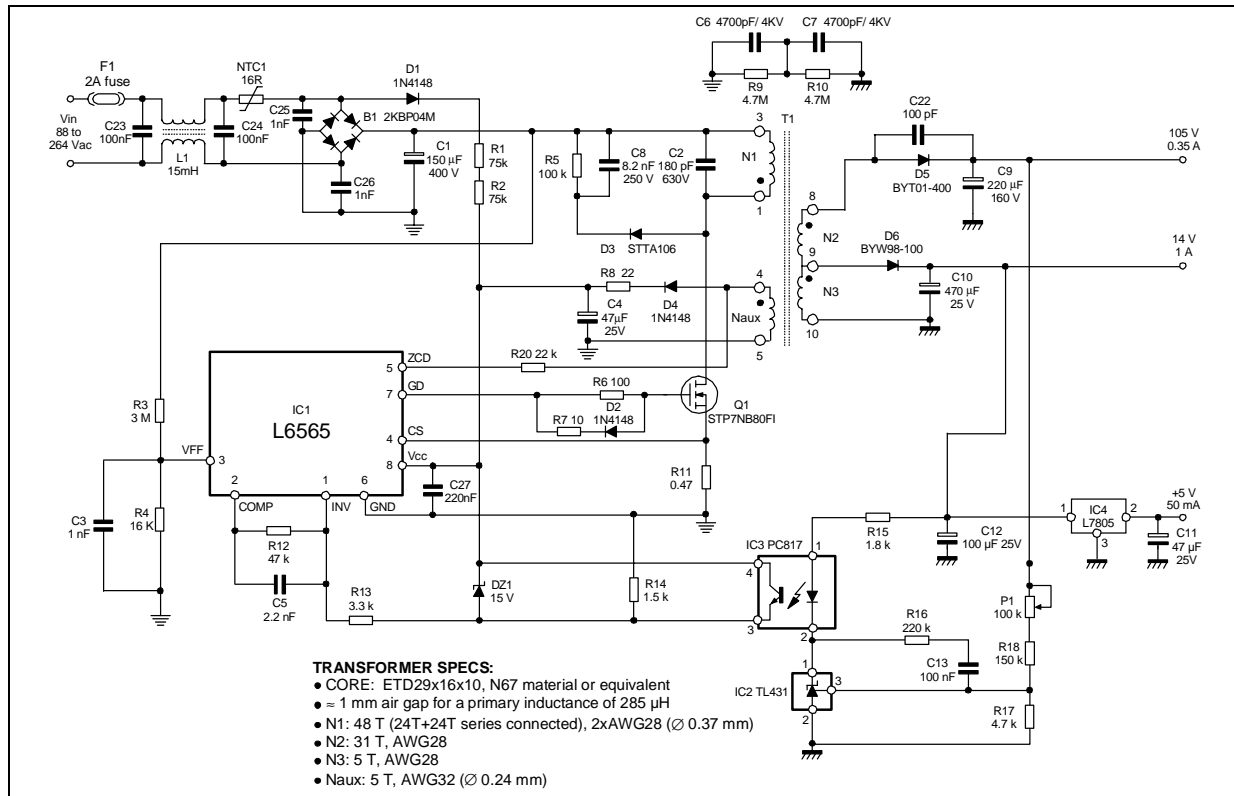 C6 4700pF/ 4KV
C7 4700pF/ 4KV
R9
4.7M
R10
4.7M
F1
2A fuse
NTC1
16R
D1
1N4148
Vin
88 to
264 Vac
C23
100nF
L1
15mH
C24
100nF
C25
1nF
B1
2KBP04M
C26
1nF
C1
150 µF
400 V
R1
75k
R2
75k
R5
100 k
C8
8.2 nF
250 V
C2
180 pF
630V
3
T1
N1
1
D3 STTA106
C22
100 pF
D5
BYT01-400
C9
220 µF
160 V
105 V
0.35 A
8
N2
9
N3
10
D6
BYW98-100
C10
470 µF
25 V
14 V
1 A
R8 22
D4
1N4148
C4
47µF
25V
4
Naux
5
R20 22 k
R6 100
D2
1N4148
R7 10
Q1
STP7NB80FI
R11
0.47
IC1
L6565
5
ZCD
7
GD
4
CS
8
Vcc
3
VFF
2
COMP
1
INV
6
GND
R3
3 M
C3
1 nF
R4
16 K
C27
220nF
R12
47 k
C5
2.2 nF
R13
3.3 k
DZ1
15 V
R14
1.5 k
IC3 PC817
1
4
3
2
R15
1.8 k
C12
100 µF 25V
1
IC4
L7805
2
3
+5 V
50 mA
C11
47 µF
25V
P1
100 k
R16
220 k
C13
100 nF
R18
150 k
R17
4.7 k
1
IC2 TL431
3
2
TRANSFORMER SPECS:
• CORE: ETD29x16x10, N67 material or equivalent
• ≈ 1 mm air gap for a primary inductance of 285 µH
• N1: 48 T (24T+24T series connected), 2xAWG28 (∅ 0.37 mm)
• N2: 31 T, AWG28
• N3: 5 T, AWG28
• Naux: 5 T, AWG32 (∅ 0.24 mm)